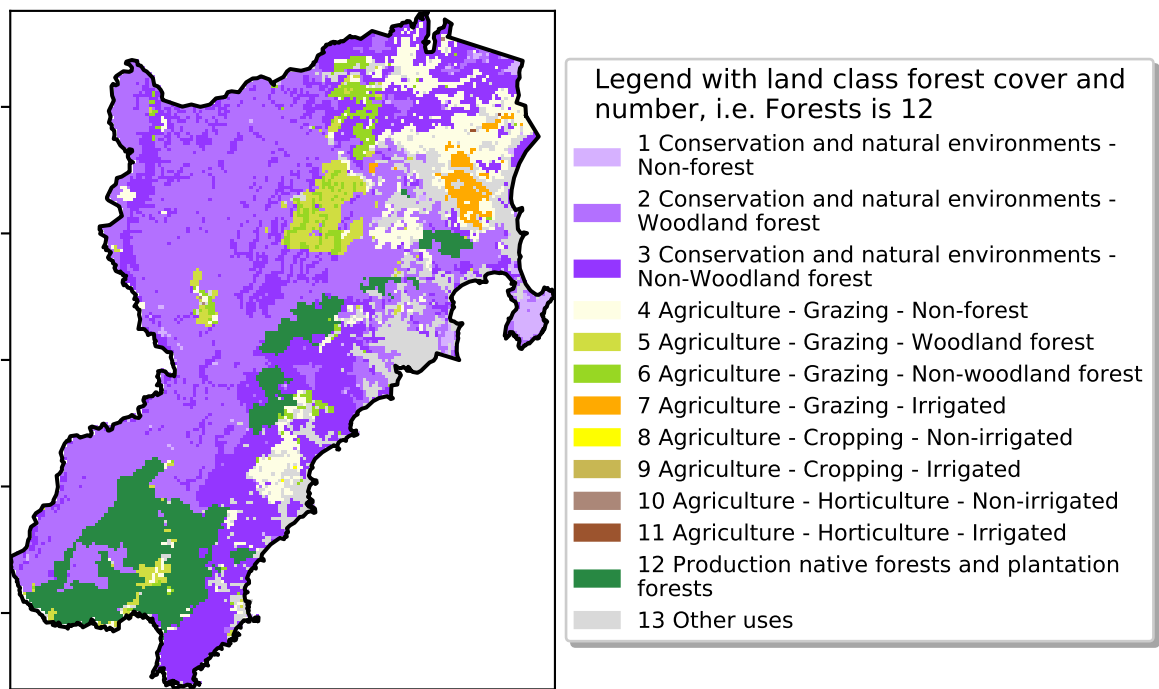 Legend with land class forest cover and
number, i.e. Forests is 12
1 Conservation and natural environments -
Non-forest
2 Conservation and natural environments -
Woodland forest
3 Conservation and natural environments -
Non-Woodland forest
4 Agriculture - Grazing - Non-forest
5 Agriculture - Grazing - Woodland forest
6 Agriculture - Grazing - Non-woodland forest
7 Agriculture - Grazing - Irrigated
8 Agriculture - Cropping - Non-irrigated
9 Agriculture - Cropping - Irrigated
10 Agriculture - Horticulture - Non-irrigated
11 Agriculture - Horticulture - Irrigated
12 Production native forests and plantation
forests
13 Other uses